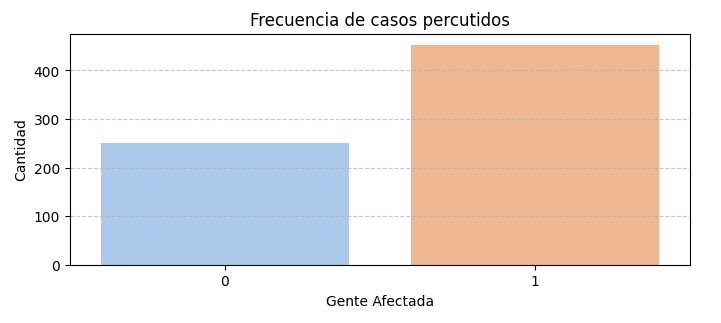 Frecuencia de casos percutidos
Cantidad
400
300
200
100
0
0 1
Gente Afectada